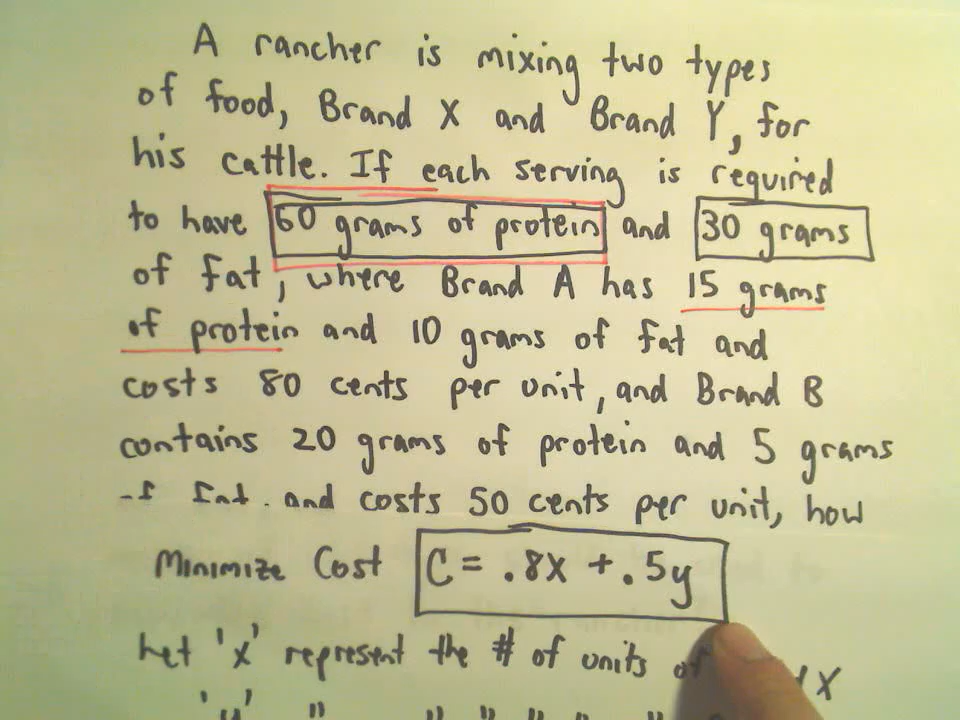 A rancher is mixing two types
of food, Brand X and Brand Y, for
his cattle. If each serving is required
to have 60 grams of protein and 30 grams
of fat, where Brand A has 15 grams
of protein and 10 grams of fat and
costs 80 cents per unit, and Brand B
contains 20 grams of protein and 5 grams
and costs 50 cents per unit, how
Minimize Cost C = .8x + .5y
Let 'x' represent the # of units of X
'y' " " " " " "